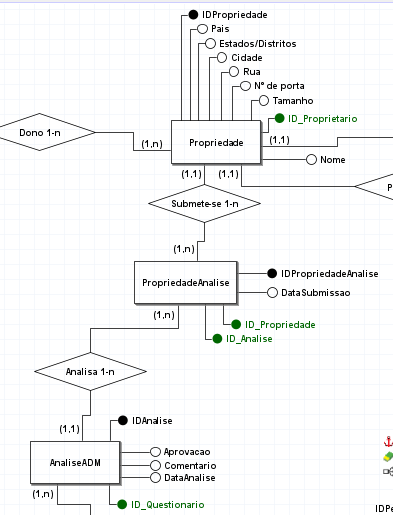 IDPropriedade
Pais
Estados/Distritos
Cidade
Rua
Nº de porta
Tamanho
ID_Proprietario
Dono 1-n
(1,n)
Propriedade
(1,1)
Nome
(1,1)
(1,1)
P
Submete-se 1-n
(1,n)
PropriedadeAnalise
IDPropriedadeAnalise
DataSubmissao
(1,n)
ID_Propriedade
ID_Analise
Analisa 1-n
(1,1)
IDAnalise
AnaliseADM
Aprovacao
Comentario
DataAnalise
(1,n)
ID_Questionario
IDPe